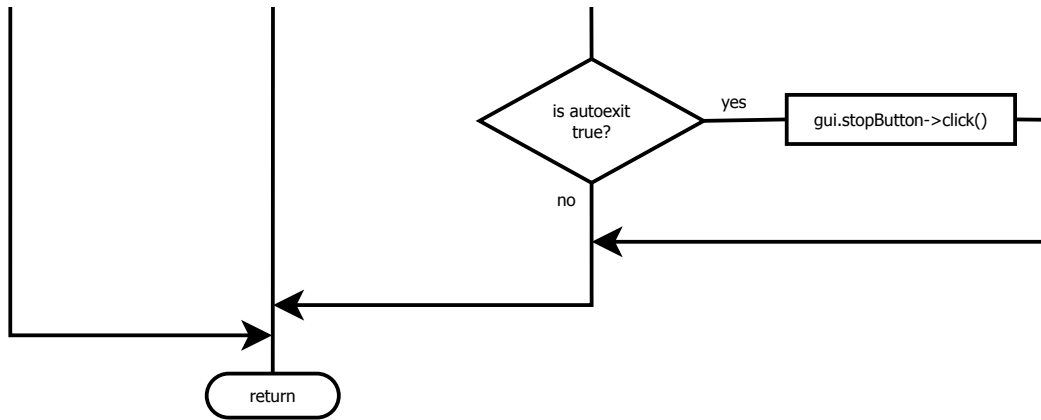 is autoexit
true?
yes
gui.stopButton->click()
no
return